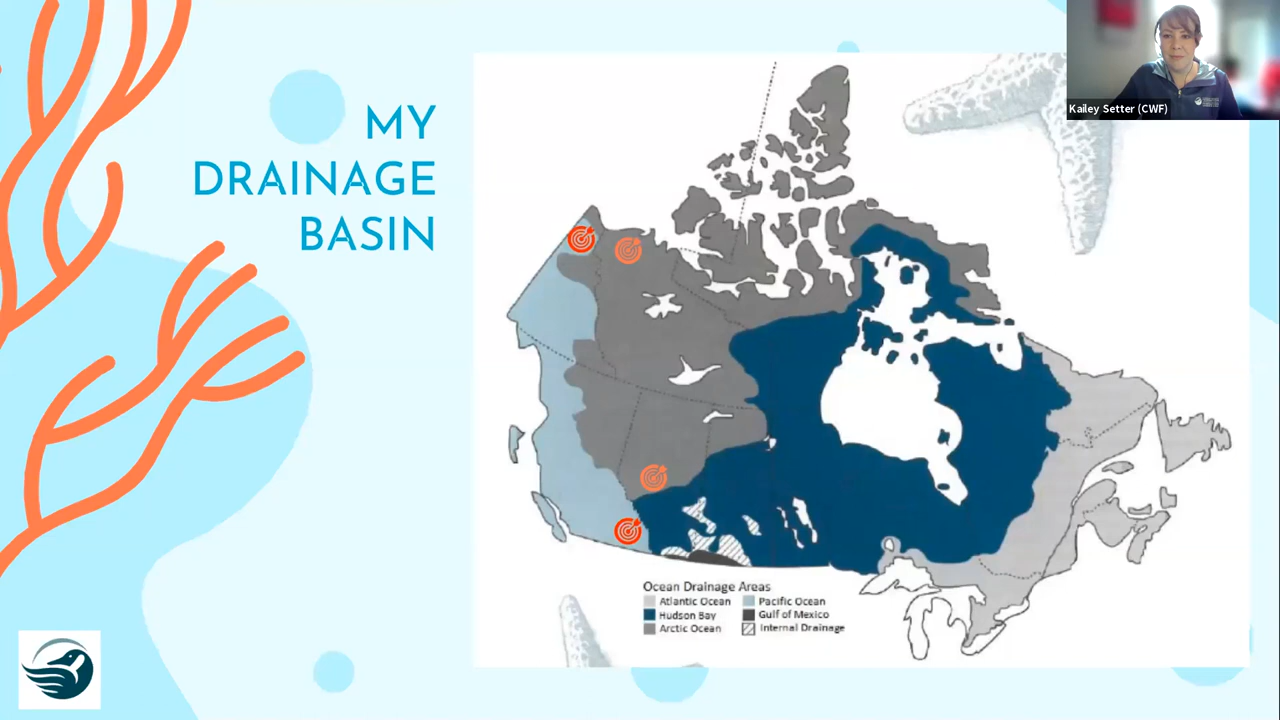 MY
DRAINAGE
BASIN
Kailey Setter (CWF)
Ocean Drainage Areas
Atlantic Ocean
Pacific Ocean
Hudson Bay
Gulf of Mexico
Arctic Ocean
Internal Drainage